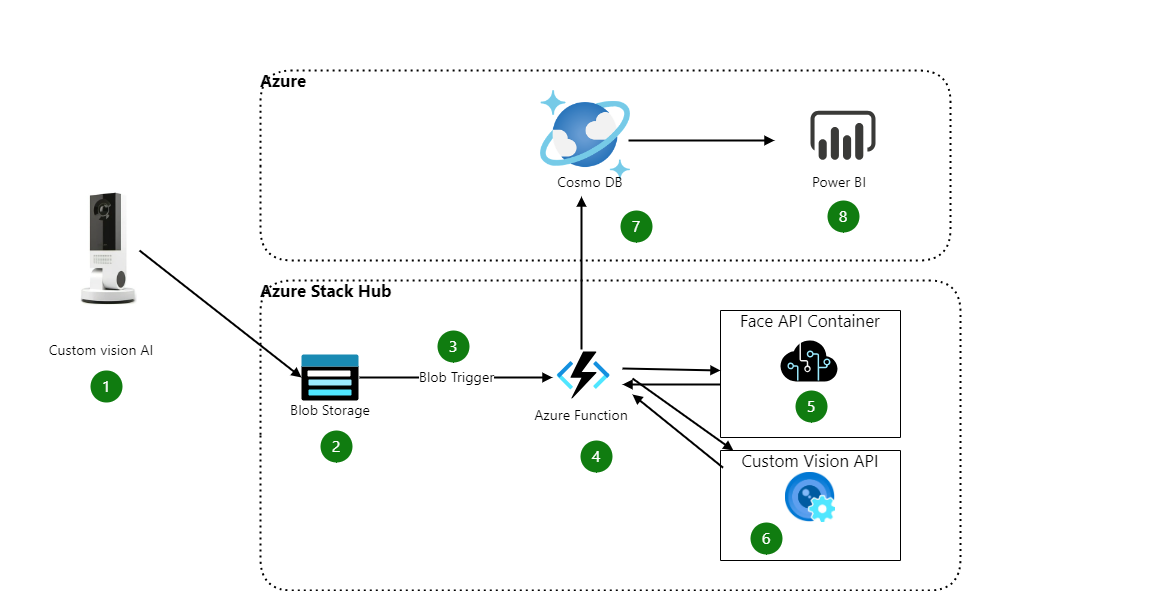 Azure
Cosmo DB
Power BI
7
8
Custom vision AI
1
Azure Stack Hub
Blob Storage
2
3
Blob Trigger
Azure Function
4
Face API Container
5
Custom Vision API
6